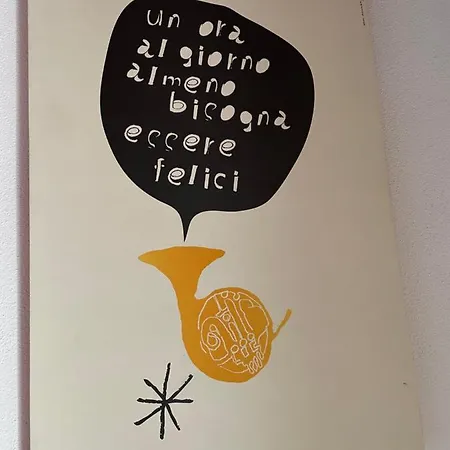 un ora
al giorno
almeno
bisogna
essere
felici